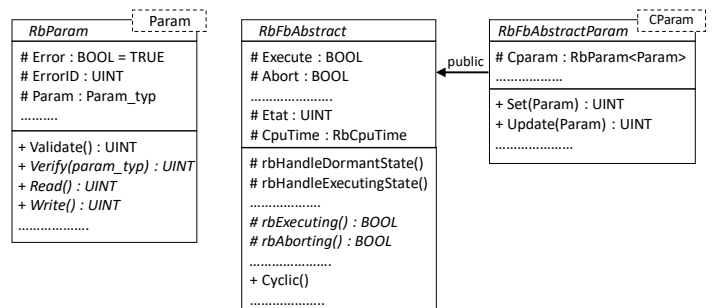 Param
RbParam
# Error : BOOL = TRUE
# ErrorID : UINT
# Param : Param_typ
……….
+ Validate() : UINT
+ Verify(param_typ) : UINT
+ Read() : UINT
+ Write() : UINT
……………….
RbFbAbstract
# Execute : BOOL
# Abort : BOOL
………………….
# Etat : UINT
# CpuTime : RbCpuTime
# rbHandleDormantState()
# rbHandleExecutingState()
……………….
# rbExecuting() : BOOL
# rbAborting() : BOOL
………………….
+ Cyclic()
………………..
public
CParam
RbFbAbstractParam
# Cparam : RbParam<Param>
………………
+ Set(Param) : UINT
+ Update(Param) : UINT
…………………